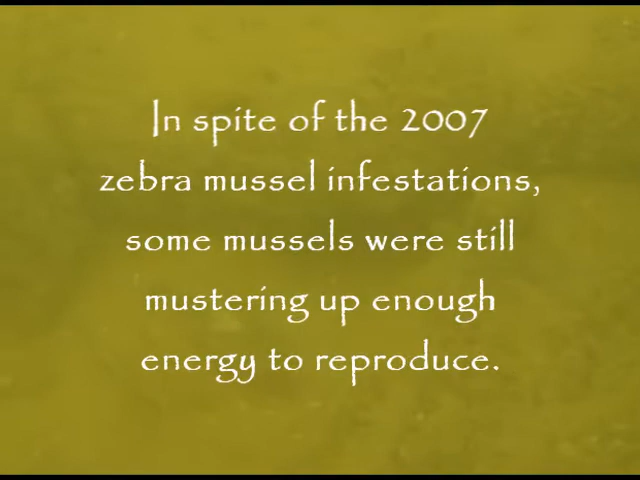 In spite of the 2007
zebra mussel infestations,
some mussels were still
mustering up enough
energy to reproduce.